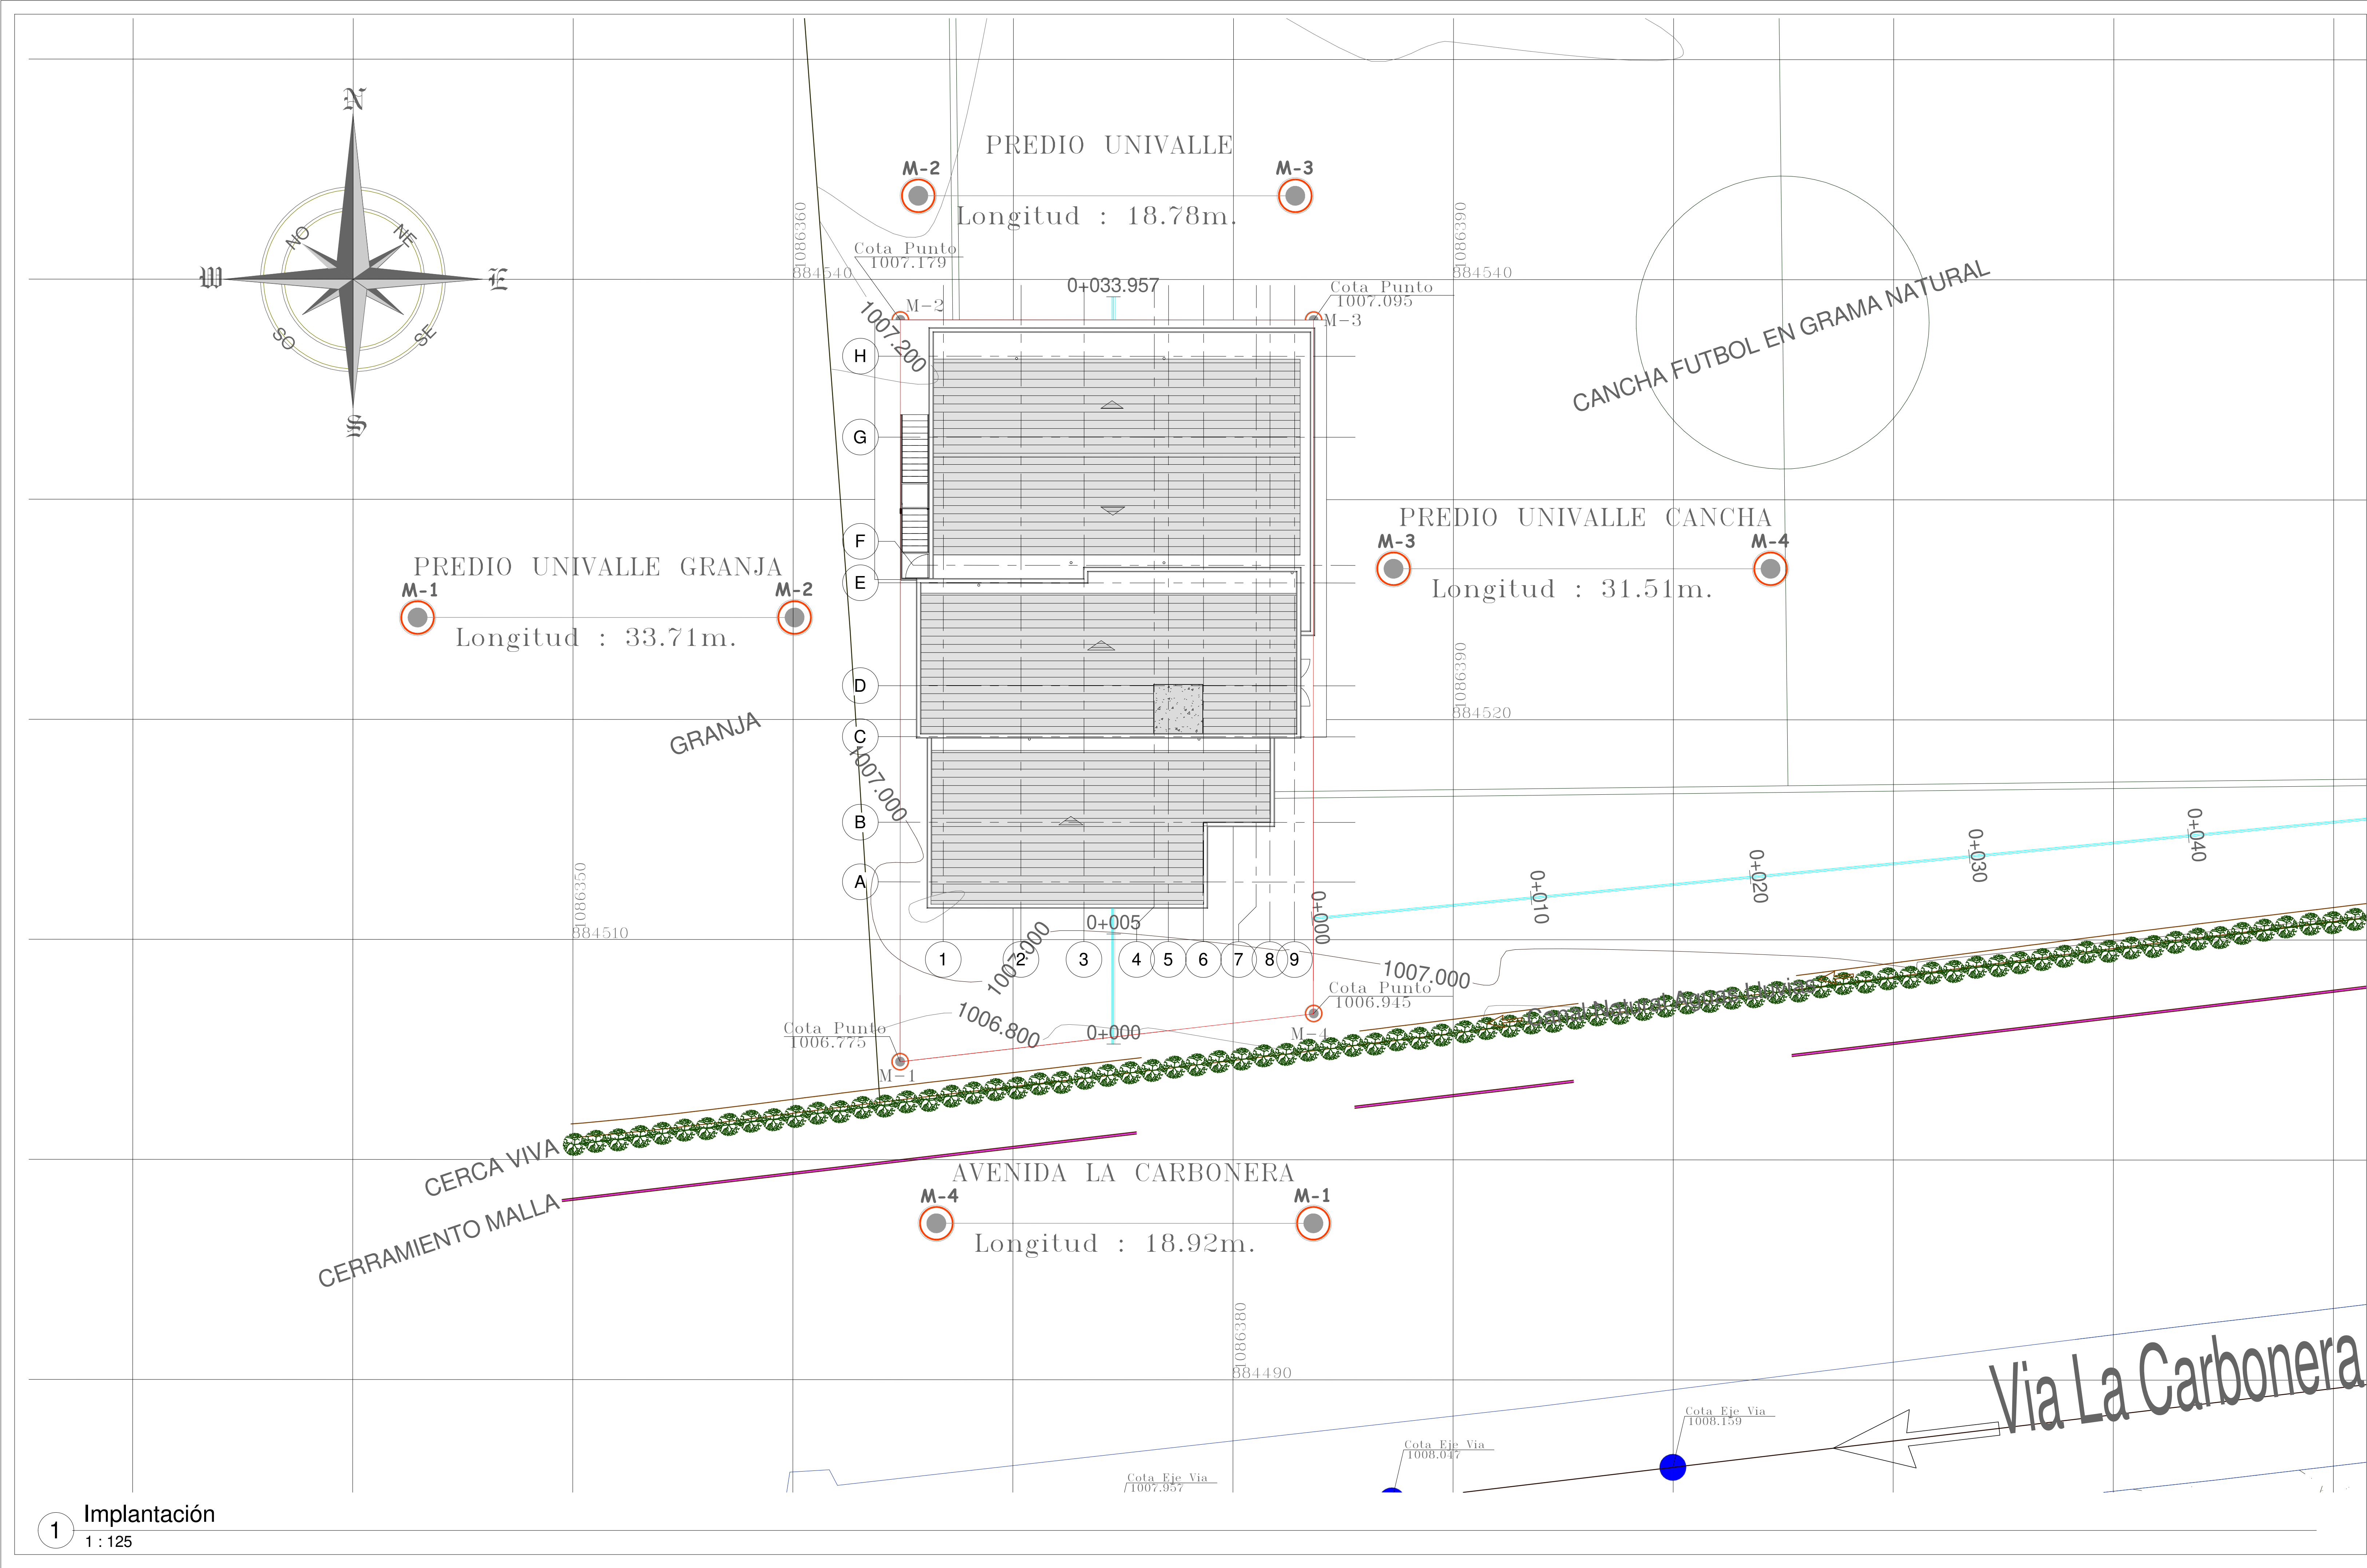 N
NO
NE
W
E
SO
SE
S
PREDIO UNIVALLE
M-2
M-3
Longitud : 18.78m.
1086360
884540
1086390
884540
Cota Punto
1007.179
M-2
0+033.957
Cota Punto
1007.095
M-3
1007.200
CANCHA FUTBOL EN GRAMA NATURAL
H
G
F
E
D
C
B
A
PREDIO UNIVALLE GRANJA
M-1
M-2
Longitud : 33.71m.
PREDIO UNIVALLE CANCHA
M-3
M-4
Longitud : 31.51m.
1086390
884520
GRANJA
1007.000
1086350
884510
0+005
0+000
0+010
0+020
0+030
0+040
1
2
3
4
5
6
7
8
9
1007.000
1007.000
Cota Punto
1006.945
M-4
1006.800
0+000
Cota Punto
1006.775
M-1
CERCA VIVA
CERRAMIENTO MALLA
AVENIDA LA CARBONERA
M-4
M-1
Longitud : 18.92m.
1086380
884490
Via La Carbonera
Cota Eje Via
1008.159
Cota Eje Via
1008.047
Cota Eje Via
1007.957
1
Implantación
1 : 125